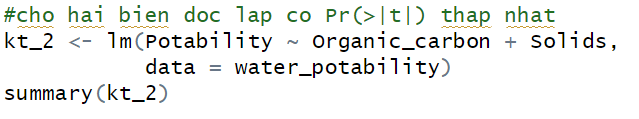 #cho hai bien doc lap co Pr(>|t|) thap nhat
kt_2 <- lm(Potability ~ Organic_carbon + Solids,
data = water_potability)
summary(kt_2)